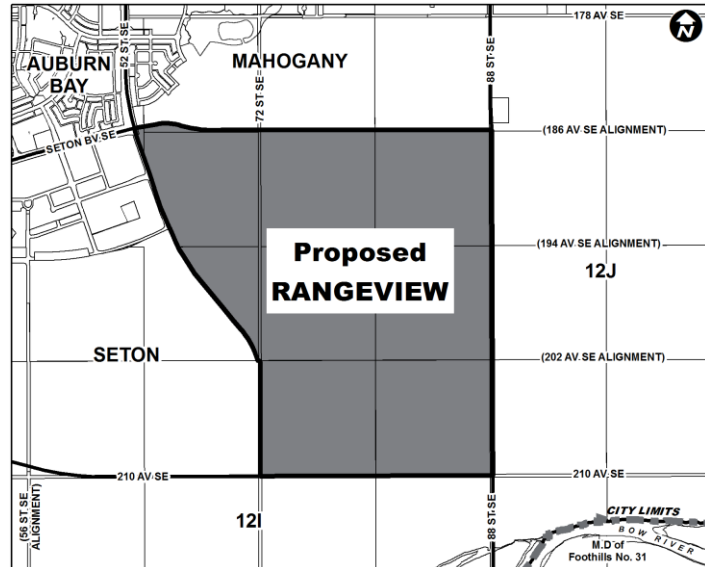 178 AV SE
N
52 ST SE
AUBURN
BAY
MAHOGANY
72 ST SE
88 ST SE
SETON BV SE
(186 AV SE ALIGNMENT)
(194 AV SE ALIGNMENT)
Proposed
RANGEVIEW
12J
SETON
(202 AV SE ALIGNMENT)
210 AV SE
210 AV SE
(56 ST SE
ALIGNMENT)
12I
88 ST SE
CITY LIMITS
BOW RIVER
M.D of
Foothills No. 31